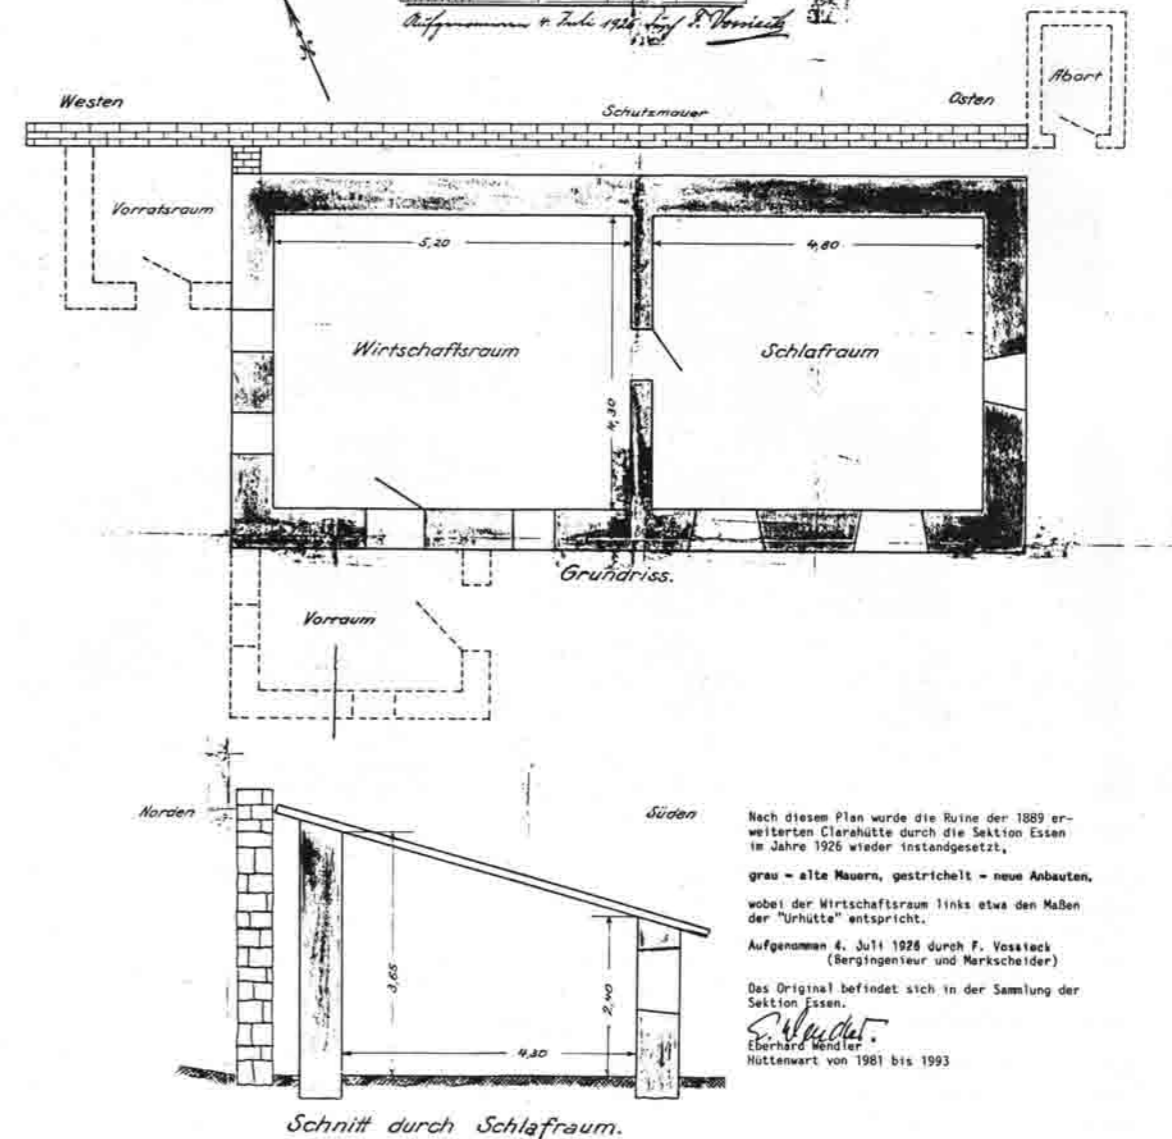 Aufgenommen 4. Juli 1926 durch F. Vossieck
Westen
Schutzmauer
Osten
Abort
Vorratsraum
5,20
4,80
Wirtschaftsraum
Schlafraum
4,30
Grundriss.
Vorraum
Norden
Süden
3,65
2,40
4,30
Schnitt durch Schlafraum.
Nach diesem Plan wurde die Ruine der 1889 er-
weiterten Clarahütte durch die Sektion Essen
im Jahre 1926 wieder instandgesetzt,
grau = alte Mauern, gestrichelt = neue Anbauten,
wobei der Wirtschaftsraum links etwa den Maßen
der "Urhütte" entspricht.
Aufgenommen 4. Juli 1926 durch F. Vossieck
(Bergingenieur und Markscheider)
Das Original befindet sich in der Sammlung der
Sektion Essen.
E. Wendler.
Eberhard Wendler
Hüttenwart von 1981 bis 1993